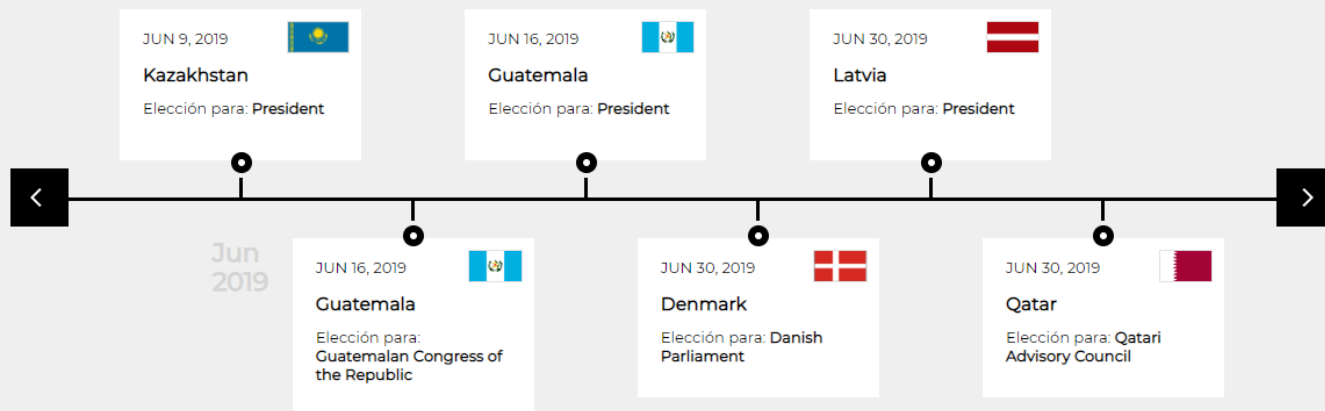 JUN 9, 2019
Kazakhstan
Elección para: President
JUN 16, 2019
Guatemala
Elección para: President
JUN 30, 2019
Latvia
Elección para: President
Jun
2019
JUN 16, 2019
Guatemala
Elección para:
Guatemalan Congress of
the Republic
JUN 30, 2019
Denmark
Elección para: Danish
Parliament
JUN 30, 2019
Qatar
Elección para: Qatari
Advisory Council